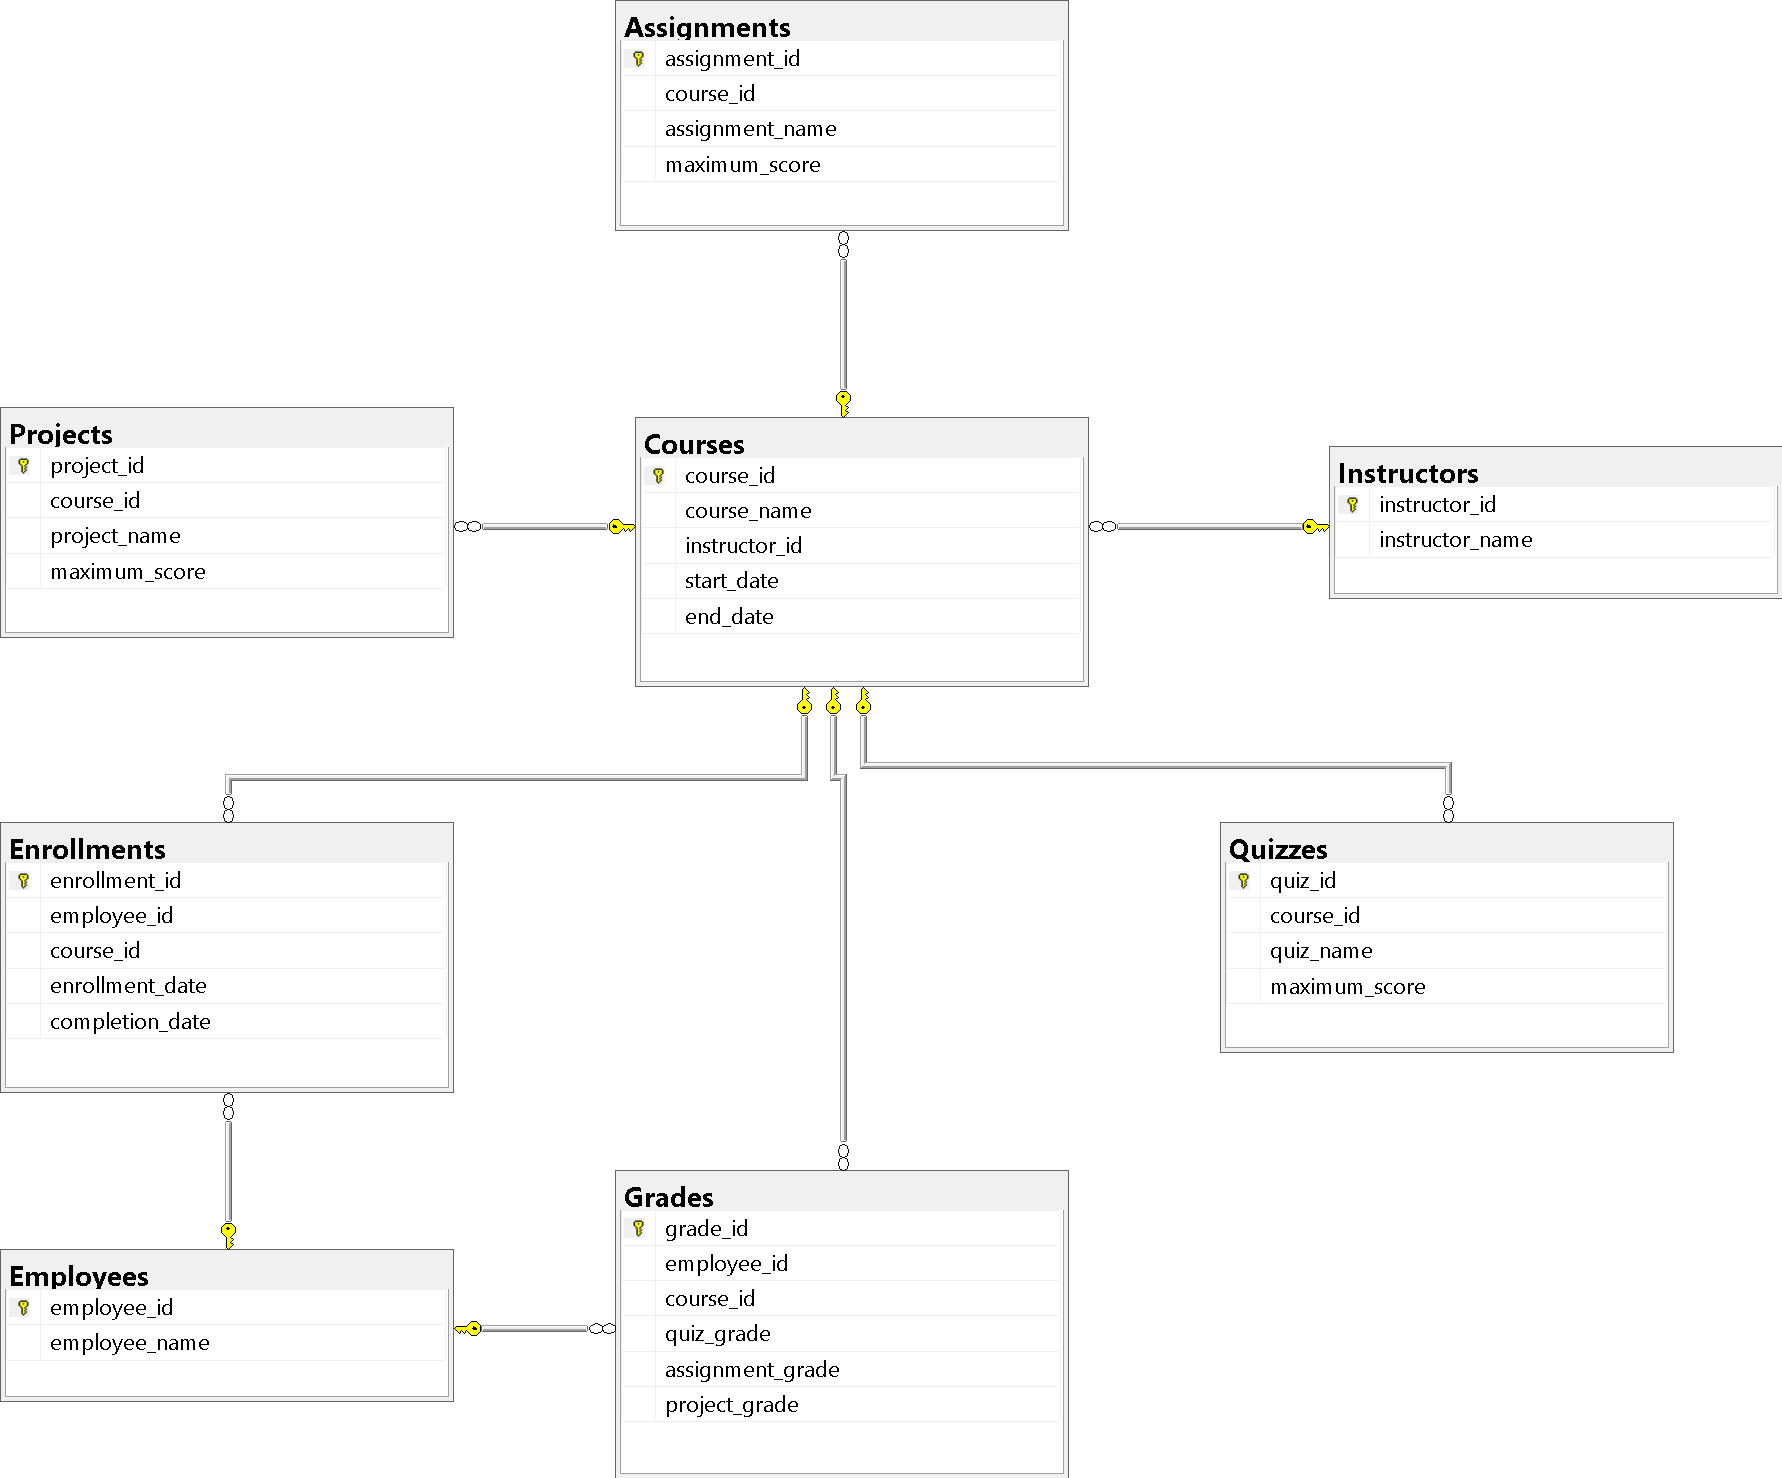 Assignments
assignment_id
course_id
assignment_name
maximum_score
Projects
project_id
course_id
project_name
maximum_score
Courses
course_id
course_name
instructor_id
start_date
end_date
Instructors
instructor_id
instructor_name
Enrollments
enrollment_id
employee_id
course_id
enrollment_date
completion_date
Quizzes
quiz_id
course_id
quiz_name
maximum_score
Employees
employee_id
employee_name
Grades
grade_id
employee_id
course_id
quiz_grade
assignment_grade
project_grade